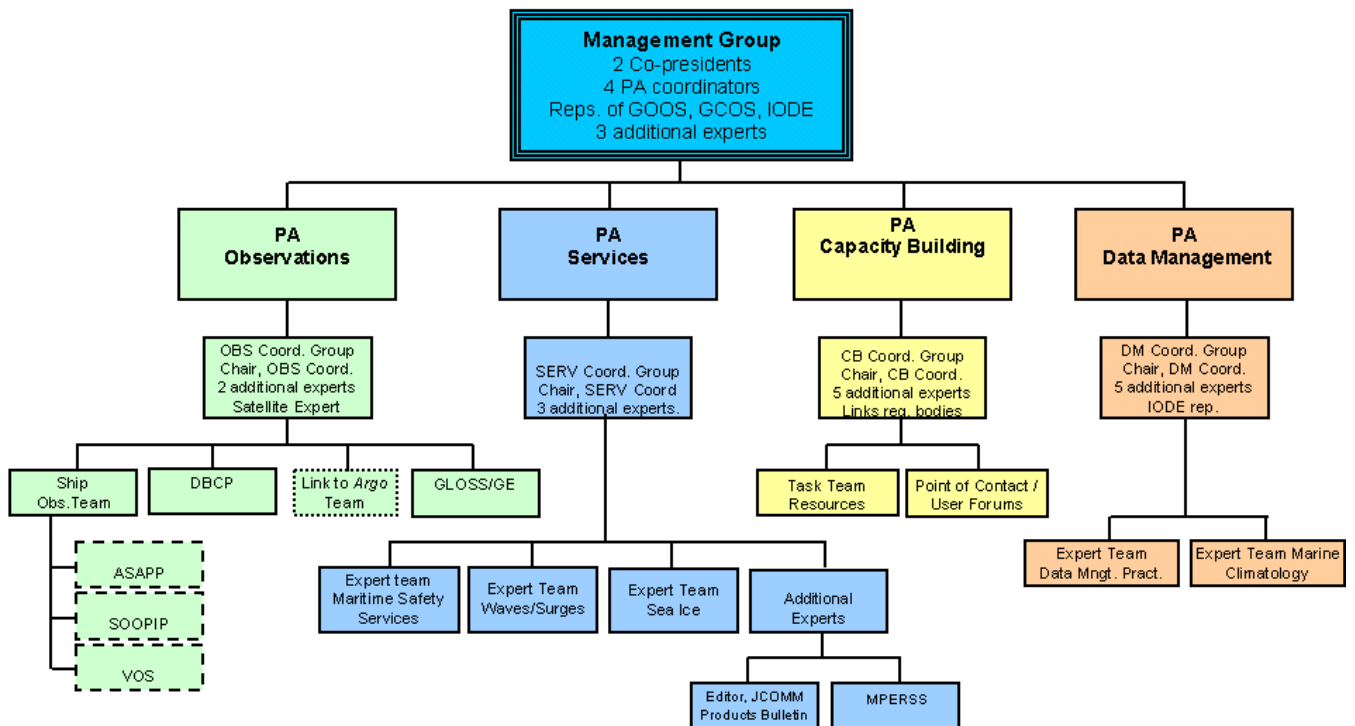 Management Group
2 Co-presidents
4 PA coordinators
Reps. of GOOS, GCOS, IODE
3 additional experts
PA
Observations
PA
Services
PA
Capacity Building
PA
Data Management
OBS Coord. Group
Chair, OBS Coord.
2 additional experts
Satellite Expert
SERV Coord. Group
Chair, SERV Coord
3 additional experts.
CB Coord. Group
Chair, CB Coord.
5 additional experts
Links reg. bodies
DM Coord. Group
Chair, DM Coord.
5 additional experts
IODE rep.
Ship
Obs.Team
DBCP
Link to Argo
Team
GLOSS/GE
Task Team
Resources
Point of Contact /
User Forums
ASAPP
SOOPIP
VOS
Expert team
Maritime Safety
Services
Expert Team
Waves/Surges
Expert Team
Sea Ice
Additional
Experts
Expert Team
Data Mngt. Pract.
Expert Team Marine
Climatology
Editor, JCOMM
Products Bulletin
MPERSS